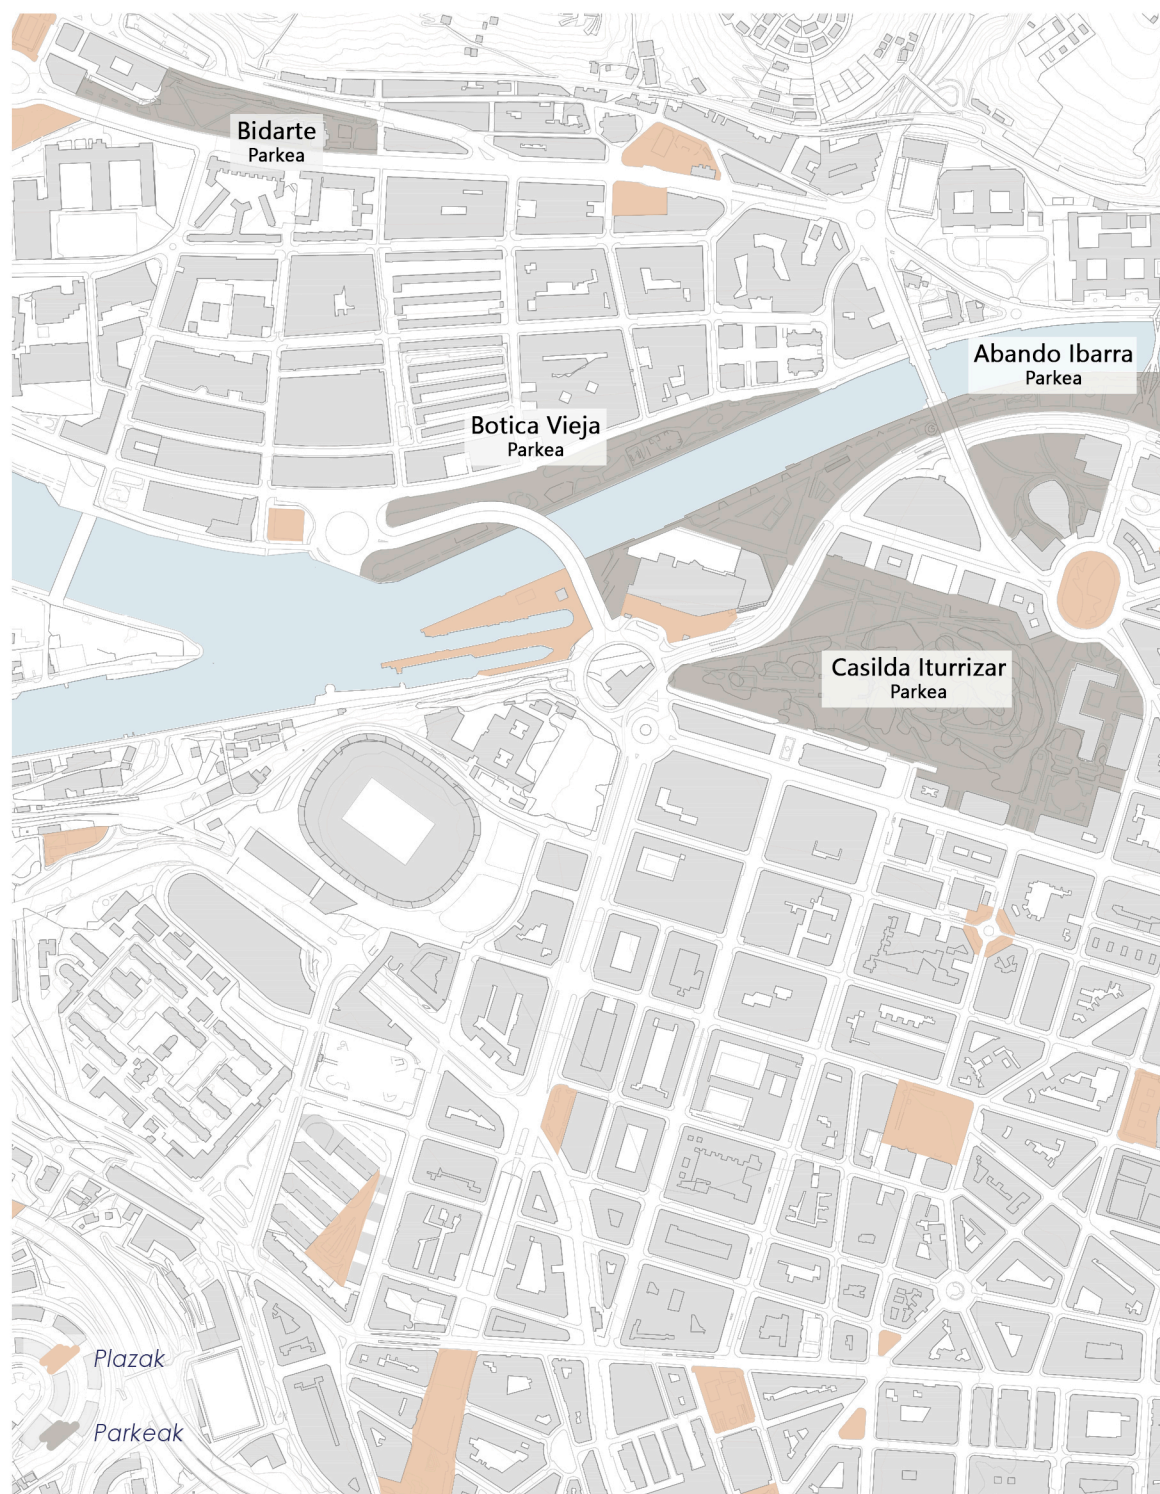 Bidarte
Parkea
Abando Ibarra
Parkea
Botica Vieja
Parkea
Casilda Iturrizar
Parkea
Plazak
Parkeak